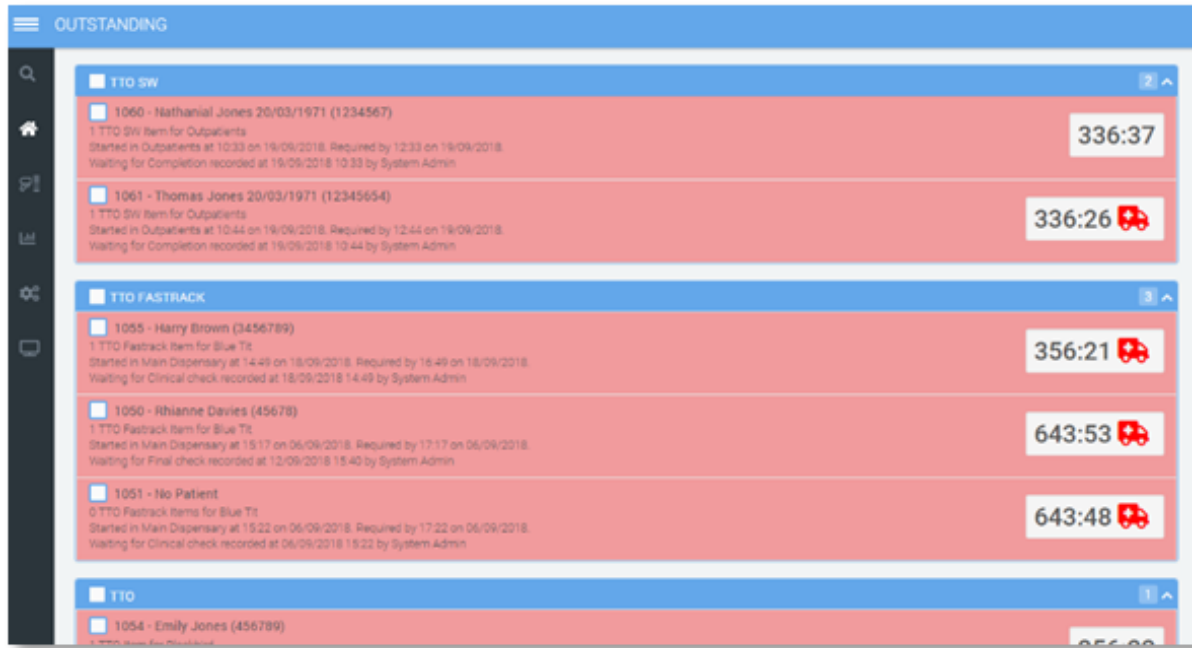 OUTSTANDING
TTO SW
2
1060 - Nathanial Jones 20/03/1971 (1234567)
1 TTO SW Item for Outpatients
Started in Outpatients at 10:33 on 19/09/2018. Required by 12:33 on 19/09/2018.
Waiting for Completion recorded at 19/09/2018 10:33 by System Admin
336:37
1061 - Thomas Jones 20/03/1971 (12345654)
1 TTO SW Item for Outpatients
Started in Outpatients at 10:44 on 19/09/2018. Required by 12:44 on 19/09/2018.
Waiting for Completion recorded at 19/09/2018 10:44 by System Admin
336:26
TTO FASTRACK
3
1055 - Harry Brown (3456789)
1 TTO Fastrack Item for Blue Tit
Started in Main Dispensary at 14:49 on 18/09/2018. Required by 16:49 on 18/09/2018.
Waiting for Clinical check recorded at 18/09/2018 14:49 by System Admin
356:21
1050 - Rhianne Davies (45678)
1 TTO Fastrack Item for Blue Tit
Started in Main Dispensary at 15:17 on 06/09/2018. Required by 17:17 on 06/09/2018.
Waiting for Final check recorded at 12/09/2018 15:40 by System Admin
643:53
1051 - No Patient
0 TTO Fastrack Items for Blue Tit
Started in Main Dispensary at 15:22 on 06/09/2018. Required by 17:22 on 06/09/2018.
Waiting for Clinical check recorded at 06/09/2018 15:22 by System Admin
643:48
TTO
1
1054 - Emily Jones (456789)
1 TTO Item for